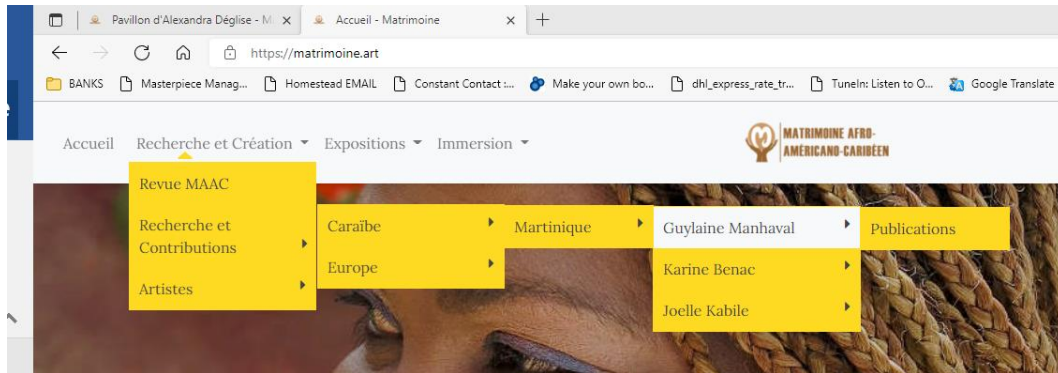 Pavillon d'Alexandra Déglise - M
Accueil - Matrimoine
https://matrimoine.art
BANKS
Masterpiece Manag...
Homestead EMAIL
Constant Contact :...
Make your own bo...
dhl_express_rate_tr...
TuneIn: Listen to O...
Google Translate
Accueil
Recherche et Création
Expositions
Immersion
MATRIMOINE AFRO-
AMÉRICANO-CARIBÉEN
Revue MAAC
Recherche et
Contributions
Artistes
Caraïbe
Europe
Martinique
Guylaine Manhaval
Karine Benac
Joelle Kabile
Publications